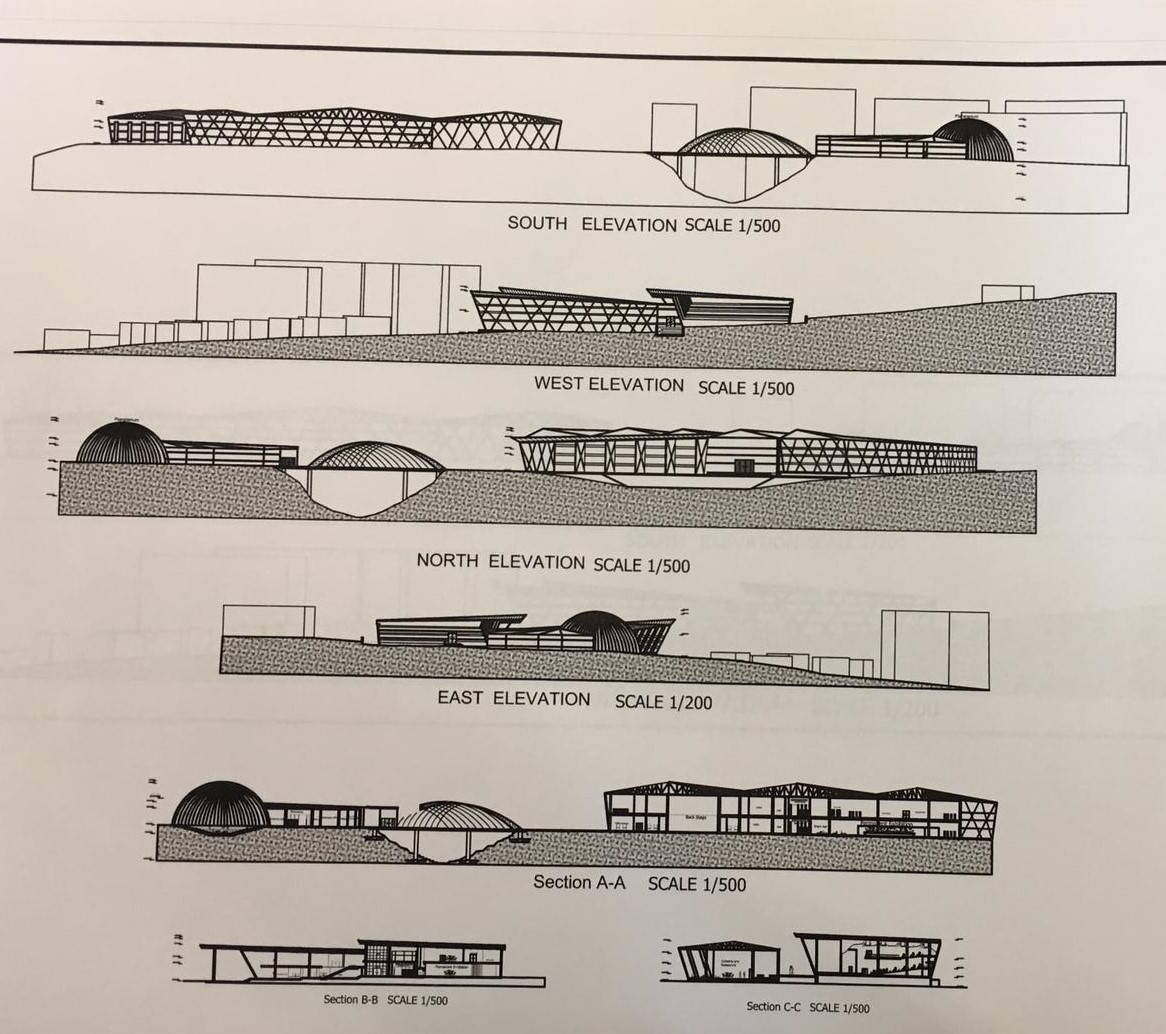 Planetarium
SOUTH ELEVATION SCALE 1/500
WEST ELEVATION SCALE 1/500
Planetarium
NORTH ELEVATION SCALE 1/500
EAST ELEVATION SCALE 1/200
Back Stage
Section A-A SCALE 1/500
Section B-B SCALE 1/500
Section C-C SCALE 1/500